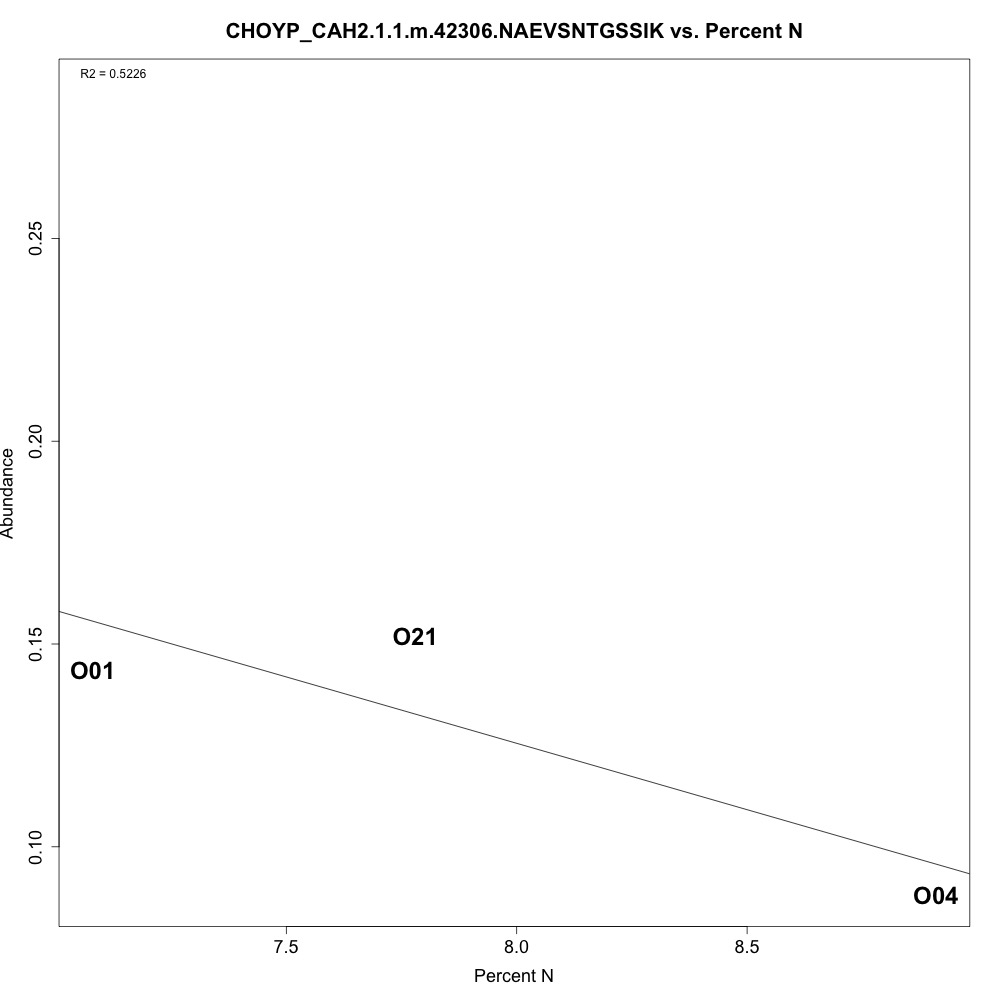 CHOYP_CAH2.1.1.m.42306.NAEVSNTGSSIK vs. Percent N
R2 = 0.5226
0.25
0.20
Abundance
0.15
0.10
O21
O01
O04
7.5 8.0 8.5
Percent N